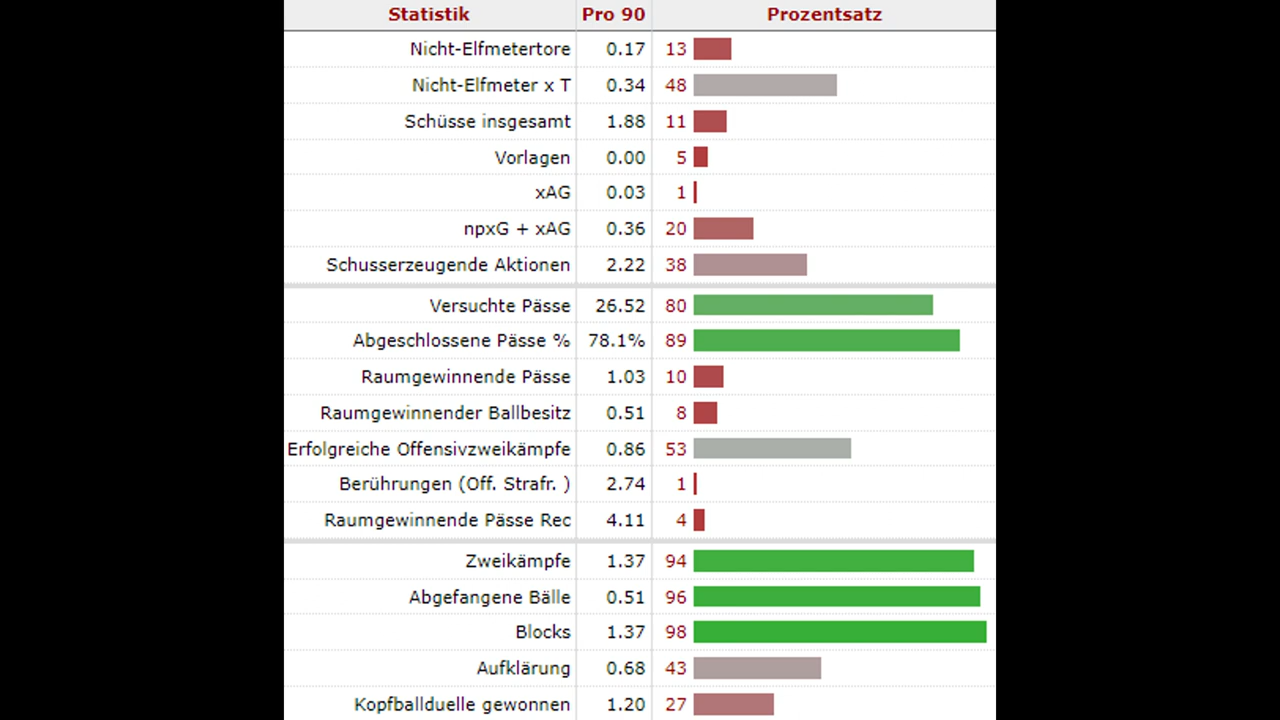 Statistik Pro 90 Prozentsatz
Nicht-Elfmetertore 0.17 13
Nicht-Elfmeter x T 0.34 48
Schüsse insgesamt 1.88 11
Vorlagen 0.00 5
xAG 0.03 1
npxG + xAG 0.36 20
Schusserzeugende Aktionen 2.22 38
Versuchte Pässe 26.52 80
Abgeschlossene Pässe % 78.1% 89
Raumgewinnende Pässe 1.03 10
Raumgewinnender Ballbesitz 0.51 8
Erfolgreiche Offensivzweikämpfe 0.86 53
Berührungen (Off. Strafr. ) 2.74 1
Raumgewinnende Pässe Rec 4.11 4
Zweikämpfe 1.37 94
Abgefangene Bälle 0.51 96
Blocks 1.37 98
Aufklärung 0.68 43
Kopfballduelle gewonnen 1.20 27